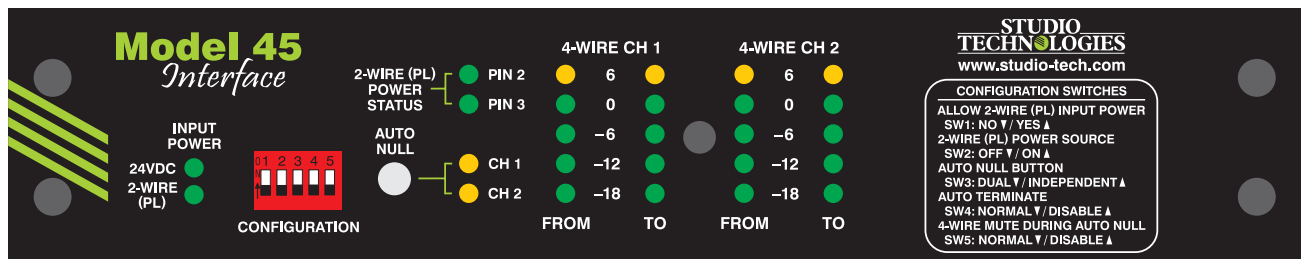 Model 45
Interface
INPUT
POWER
24VDC
2-WIRE
(PL)
O
N
1 2 3 4 5
CONFIGURATION
2-WIRE (PL)
POWER
STATUS
PIN 2
PIN 3
AUTO
NULL
CH 1
CH 2
4-WIRE CH 1
6
0
–6
–12
–18
FROM TO
4-WIRE CH 2
6
0
–6
–12
–18
FROM TO
STUDIO
TECHNOLOGIES
www.studio-tech.com
CONFIGURATION SWITCHES
ALLOW 2-WIRE (PL) INPUT POWER
SW1: NO ▼/ YES ▲
2-WIRE (PL) POWER SOURCE
SW2: OFF ▼/ ON ▲
AUTO NULL BUTTON
SW3: DUAL ▼/ INDEPENDENT ▲
AUTO TERMINATE
SW4: NORMAL ▼/ DISABLE ▲
4-WIRE MUTE DURING AUTO NULL
SW5: NORMAL ▼/ DISABLE ▲